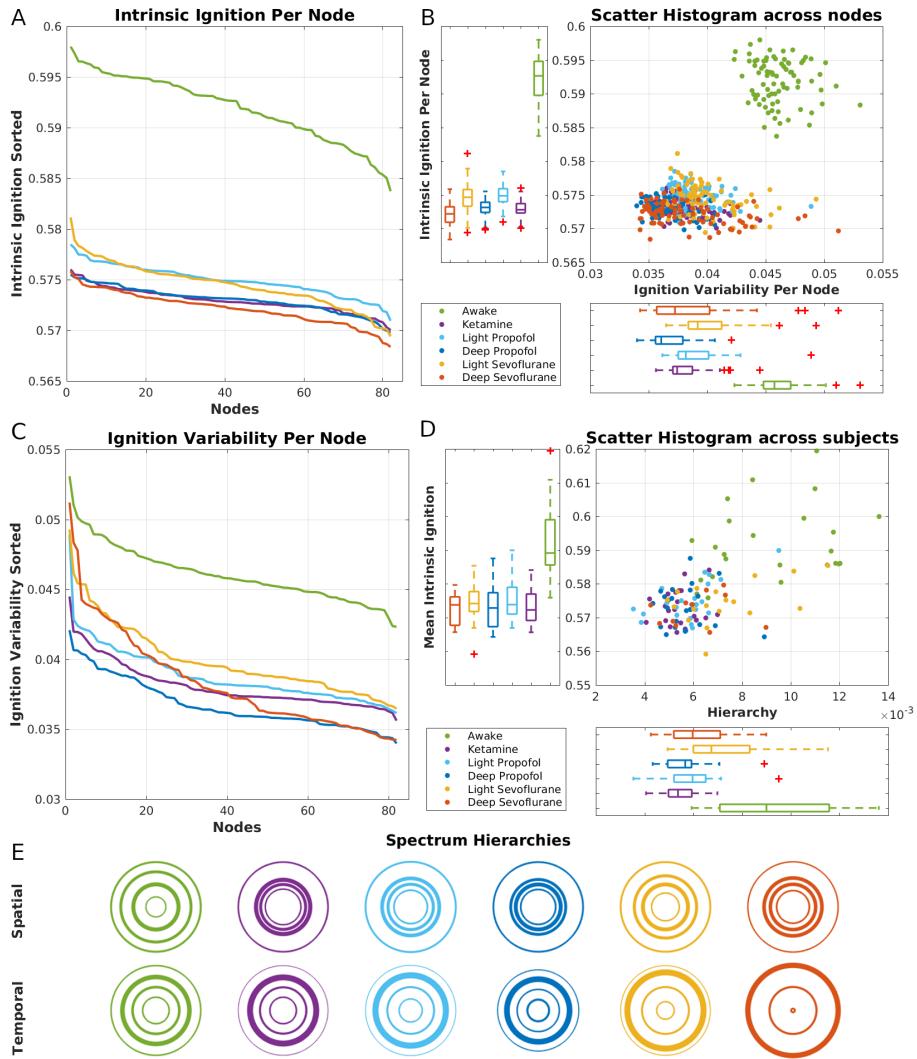 A
Intrinsic Ignition Per Node
0.6
0.595
0.59
0.585
0.58
0.575
0.57
0.565
0
20
40
60
80
Intrinsic Ignition Sorted
Nodes
B
Scatter Histogram across nodes
Intrinsic Ignition Per Node
0.6
0.595
0.59
0.585
0.58
0.575
0.57
0.565
0.03
0.035
0.04
0.045
0.05
0.055
Ignition Variability Per Node
Awake
Ketamine
Light Propofol
Deep Propofol
Light Sevoflurane
Deep Sevoflurane
C
Ignition Variability Per Node
0.055
0.05
0.045
0.04
0.035
0.03
0
20
40
60
80
Ignition Variability Sorted
Nodes
D
Scatter Histogram across subjects
Mean Intrinsic Ignition
0.62
0.61
0.6
0.59
0.58
0.57
0.56
0.55
2
4
6
8
10
12
14
×10⁻³
Hierarchy
Awake
Ketamine
Light Propofol
Deep Propofol
Light Sevoflurane
Deep Sevoflurane
E
Spectrum Hierarchies
Spatial
Temporal